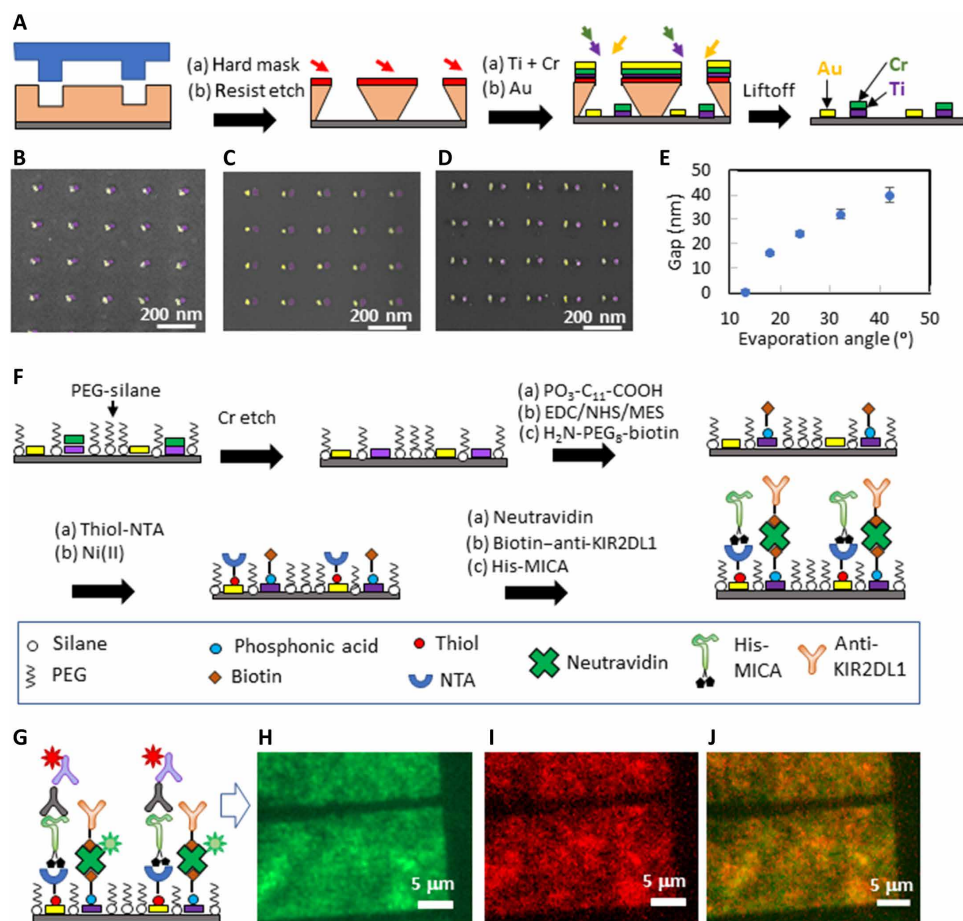 A
(a) Hard mask
(b) Resist etch
(a) Ti + Cr
(b) Au
Liftoff
Au
Cr
Ti
B
200 nm
C
200 nm
D
200 nm
E
Gap (nm)
50
40
30
20
10
0
10
20
30
40
50
Evaporation angle (°)
F
PEG-silane
Cr etch
(a) PO₃-C₁₁-COOH
(b) EDC/NHS/MES
(c) H₂N-PEG₈-biotin
(a) Thiol-NTA
(b) Ni(II)
(a) Neutravidin
(b) Biotin–anti-KIR2DL1
(c) His-MICA
Silane
PEG
Phosphonic acid
Biotin
Thiol
NTA
Neutravidin
His-
MICA
Anti-
KIR2DL1
G
H
5 µm
I
5 µm
J
5 µm